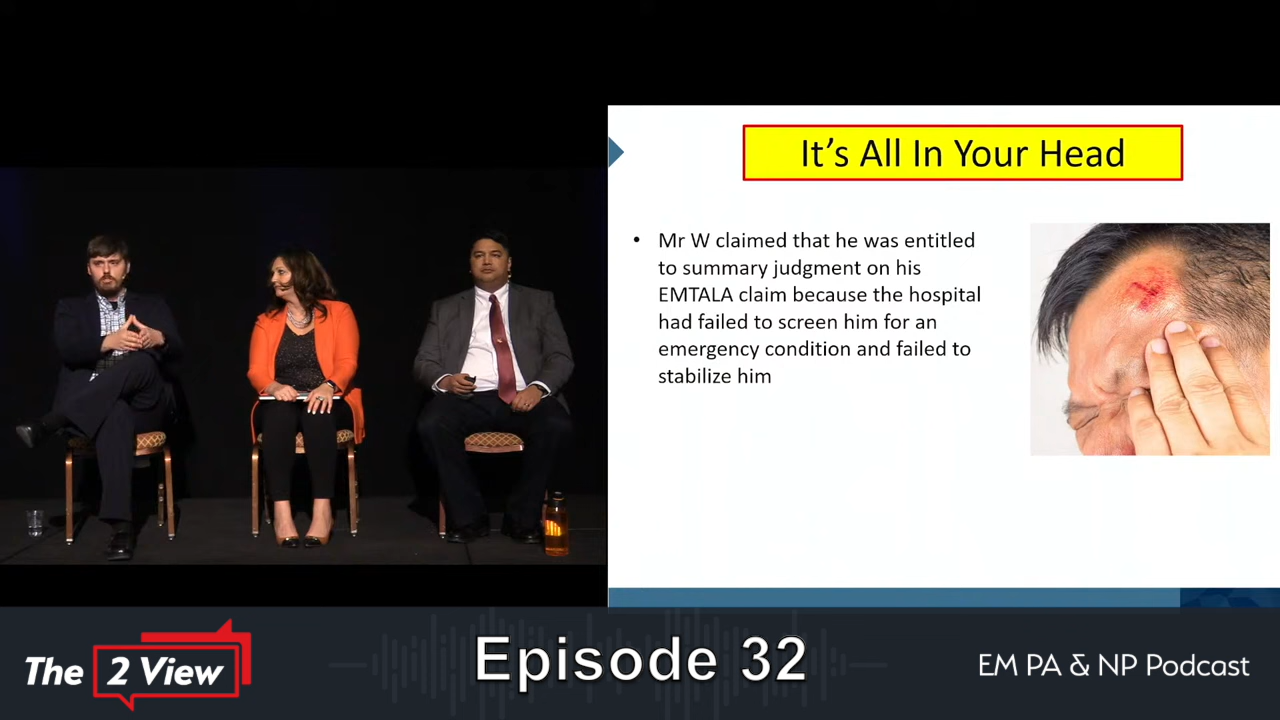 It's All In Your Head
• Mr W claimed that he was entitled
to summary judgment on his
EMTALA claim because the hospital
had failed to screen him for an
emergency condition and failed to
stabilize him
The 2 View
Episode 32
EM PA & NP Podcast